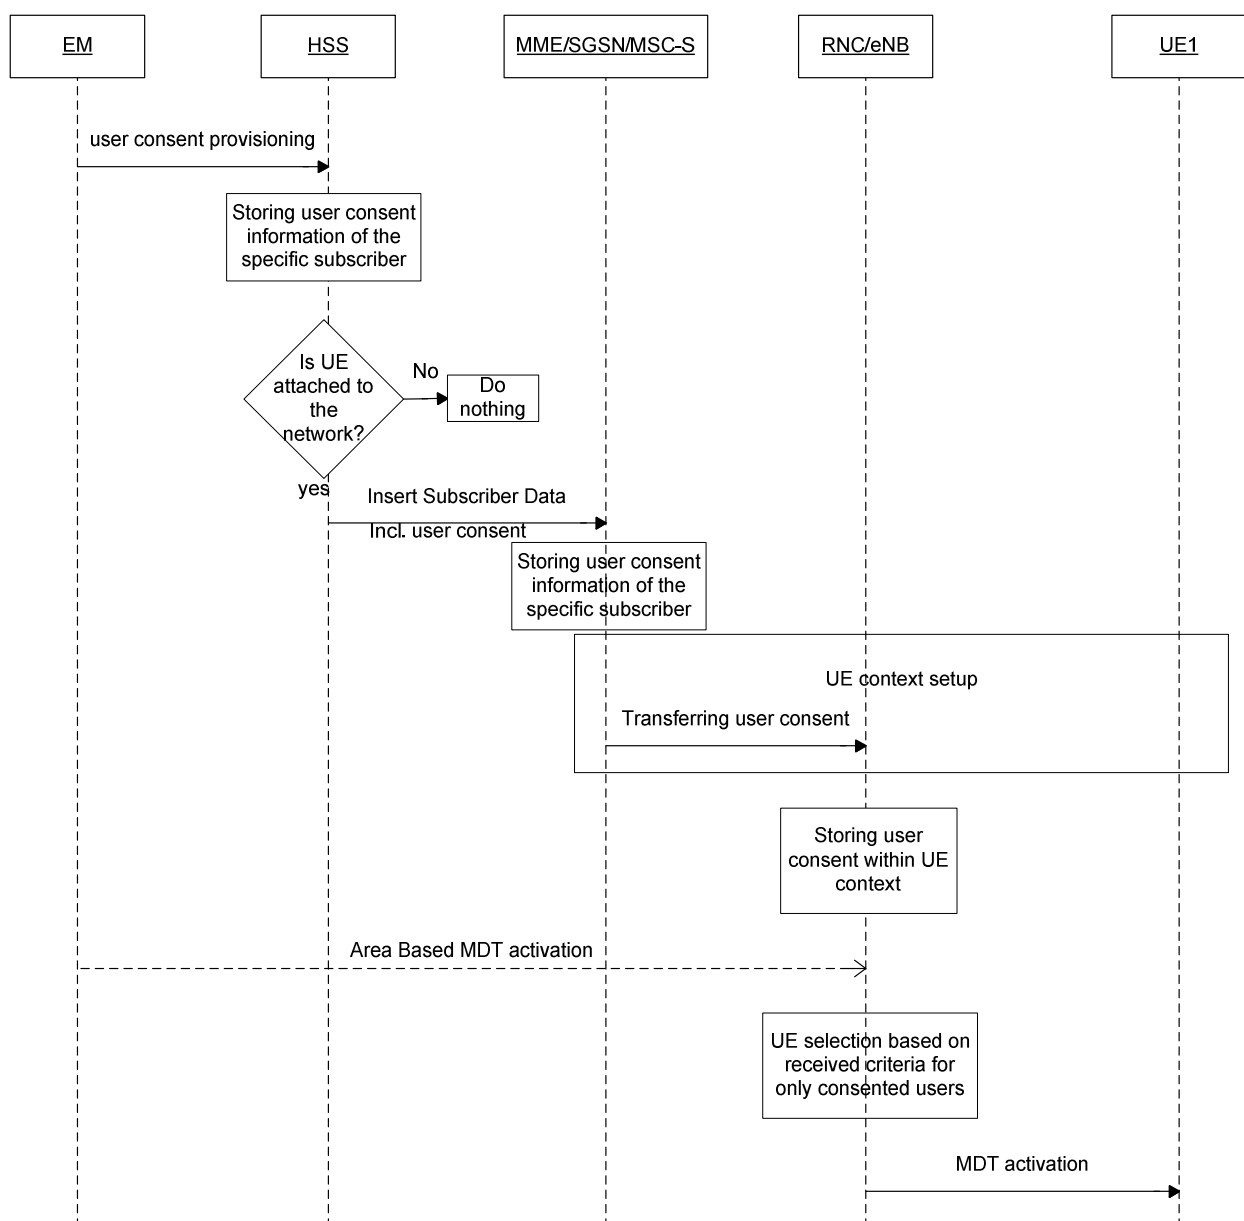 EM
HSS
MME/SGSN/MSC-S
RNC/eNB
UE1
user consent provisioning
Storing user consent
information of the
specific subscriber
Is UE
attached to
the
network?
No
Do
nothing
yes
Insert Subscriber Data
Incl. user consent
Storing user consent
information of the
specific subscriber
UE context setup
Transferring user consent
Storing user
consent within UE
context
Area Based MDT activation
UE selection based on
received criteria for
only consented users
MDT activation